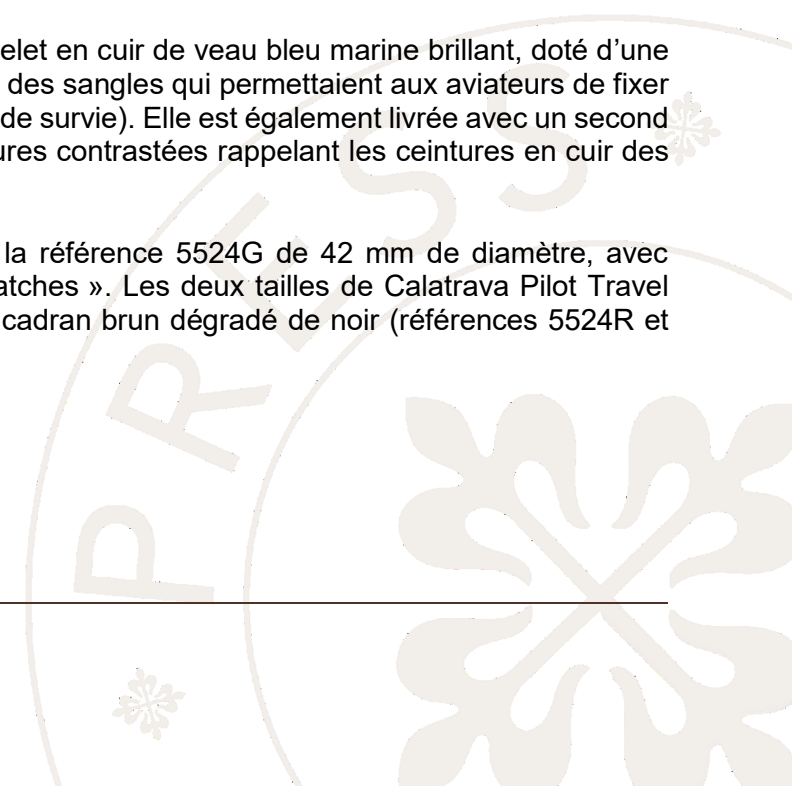 elet en cuir de veau bleu marine brillant, doté d’une
des sangles qui permettaient aux aviateurs de fixer
de survie). Elle est également livrée avec un second
ures contrastées rappelant les ceintures en cuir des
la référence 5524G de 42 mm de diamètre, avec
atches ». Les deux tailles de Calatrava Pilot Travel
cadran brun dégradé de noir (références 5524R et
PRESS